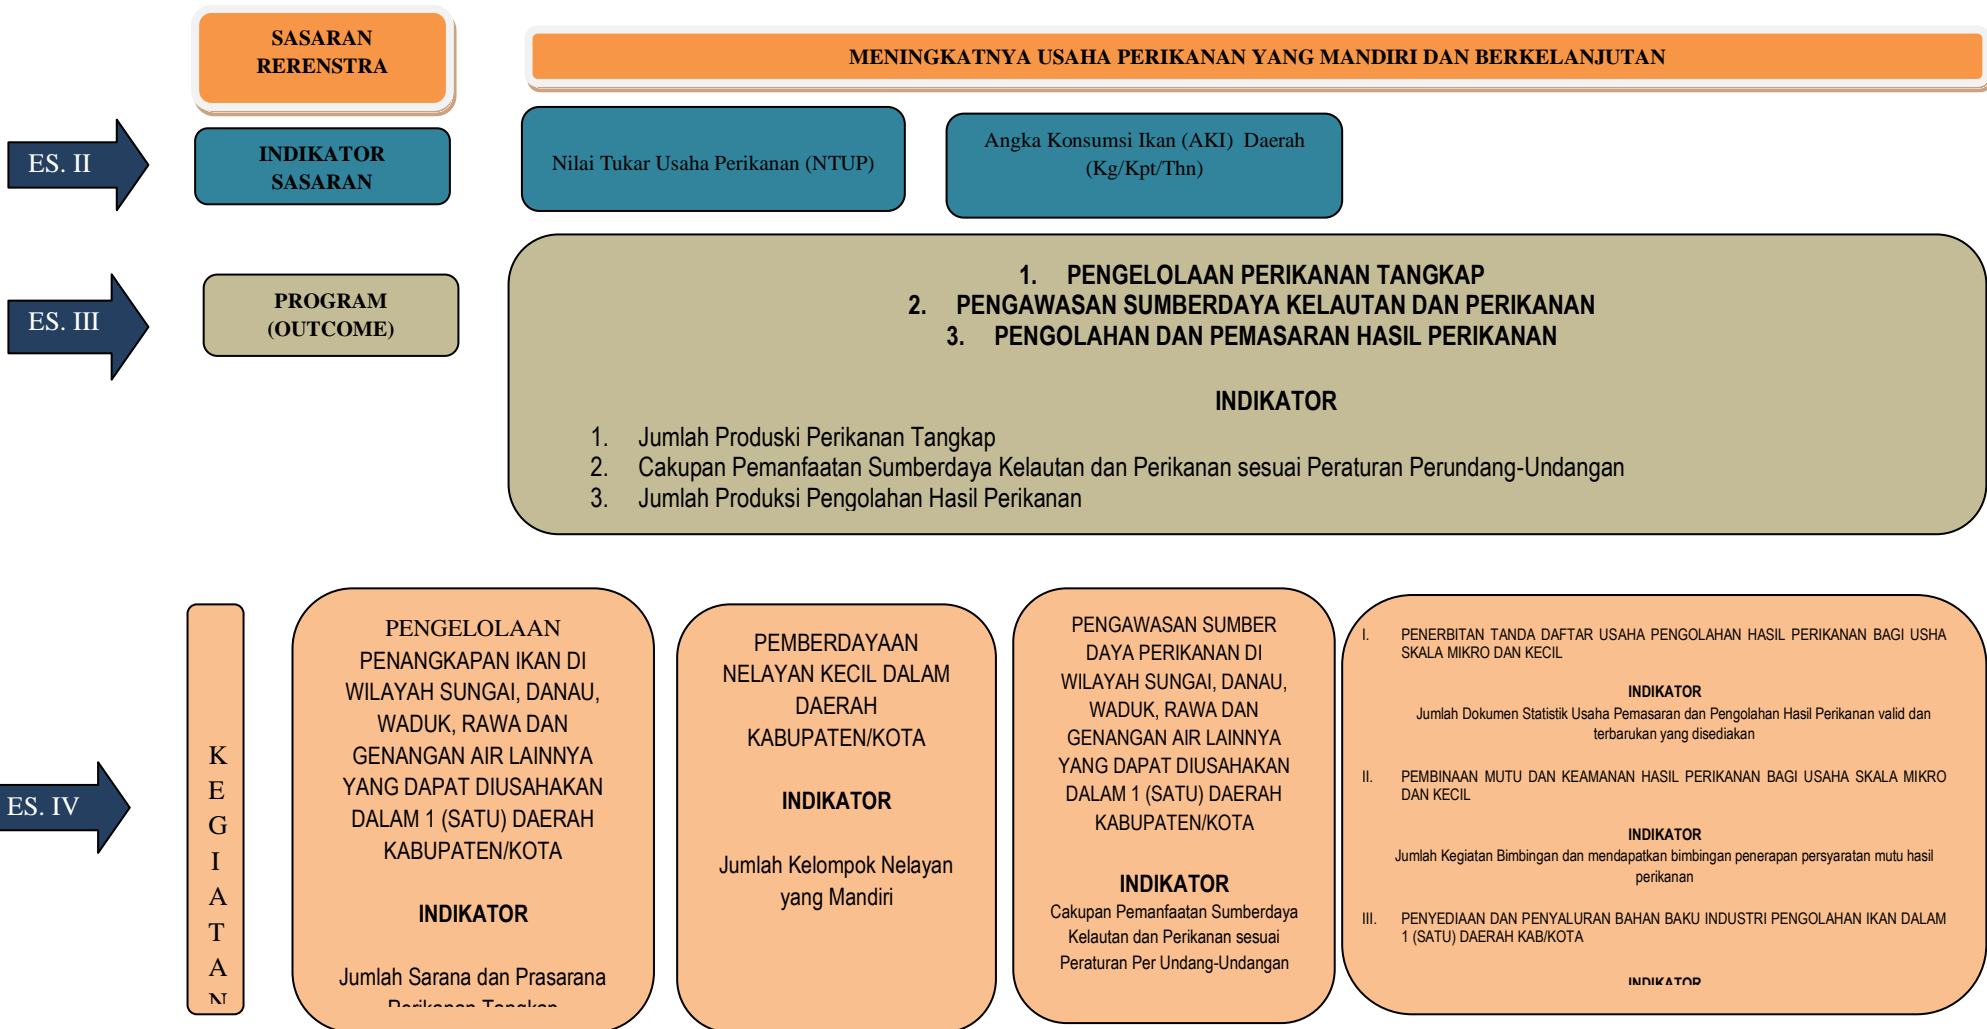 SASARAN
RERENSTRA
MENINGKATNYA USAHA PERIKANAN YANG MANDIRI DAN BERKELANJUTAN
ES. II
INDIKATOR
SASARAN
Nilai Tukar Usaha Perikanan (NTUP)
Angka Konsumsi Ikan (AKI) Daerah
(Kg/Kpt/Thn)
ES. III
PROGRAM
(OUTCOME)
1. PENGELOLAAN PERIKANAN TANGKAP
2. PENGAWASAN SUMBERDAYA KELAUTAN DAN PERIKANAN
3. PENGOLAHAN DAN PEMASARAN HASIL PERIKANAN
INDIKATOR
1. Jumlah Produski Perikanan Tangkap
2. Cakupan Pemanfaatan Sumberdaya Kelautan dan Perikanan sesuai Peraturan Perundang-Undangan
3. Jumlah Produksi Pengolahan Hasil Perikanan
ES. IV
K
E
G
I
A
T
A
N
PENGELOLAAN
PENANGKAPAN IKAN DI
WILAYAH SUNGAI, DANAU,
WADUK, RAWA DAN
GENANGAN AIR LAINNYA
YANG DAPAT DIUSAHAKAN
DALAM 1 (SATU) DAERAH
KABUPATEN/KOTA
INDIKATOR
Jumlah Sarana dan Prasarana
Perikanan Tangkap
PEMBERDAYAAN
NELAYAN KECIL DALAM
DAERAH
KABUPATEN/KOTA
INDIKATOR
Jumlah Kelompok Nelayan
yang Mandiri
PENGAWASAN SUMBER
DAYA PERIKANAN DI
WILAYAH SUNGAI, DANAU,
WADUK, RAWA DAN
GENANGAN AIR LAINNYA
YANG DAPAT DIUSAHAKAN
DALAM 1 (SATU) DAERAH
KABUPATEN/KOTA
INDIKATOR
Cakupan Pemanfaatan Sumberdaya
Kelautan dan Perikanan sesuai
Peraturan Per Undang-Undangan
I. PENERBITAN TANDA DAFTAR USAHA PENGOLAHAN HASIL PERIKANAN BAGI USHA
SKALA MIKRO DAN KECIL
INDIKATOR
Jumlah Dokumen Statistik Usaha Pemasaran dan Pengolahan Hasil Perikanan valid dan
terbarukan yang disediakan
II. PEMBINAAN MUTU DAN KEAMANAN HASIL PERIKANAN BAGI USAHA SKALA MIKRO
DAN KECIL
INDIKATOR
Jumlah Kegiatan Bimbingan dan mendapatkan bimbingan penerapan persyaratan mutu hasil
perikanan
III. PENYEDIAAN DAN PENYALURAN BAHAN BAKU INDUSTRI PENGOLAHAN IKAN DALAM
1 (SATU) DAERAH KAB/KOTA
INDIKATOR